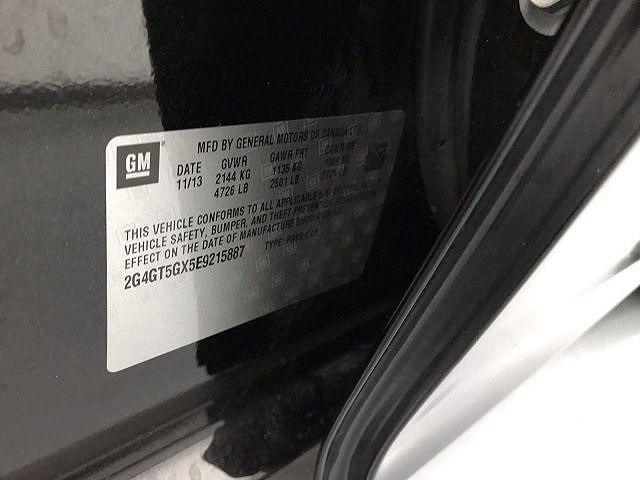 GM
MFD BY GENERAL MOTORS OF CANADA LTD
DATE GVWR GAWR FRT GAWR RR
11/13 2144 KG 1135 KG
4726 LB 2501 LB
THIS VEHICLE CONFORMS TO ALL APPLICABLE U.S.
VEHICLE SAFETY, BUMPER, AND THEFT PREVENTION
EFFECT ON THE DATE OF MANUFACTURE SHOWN
2G4GT5GX5E9215887 TYPE: PASS CAR